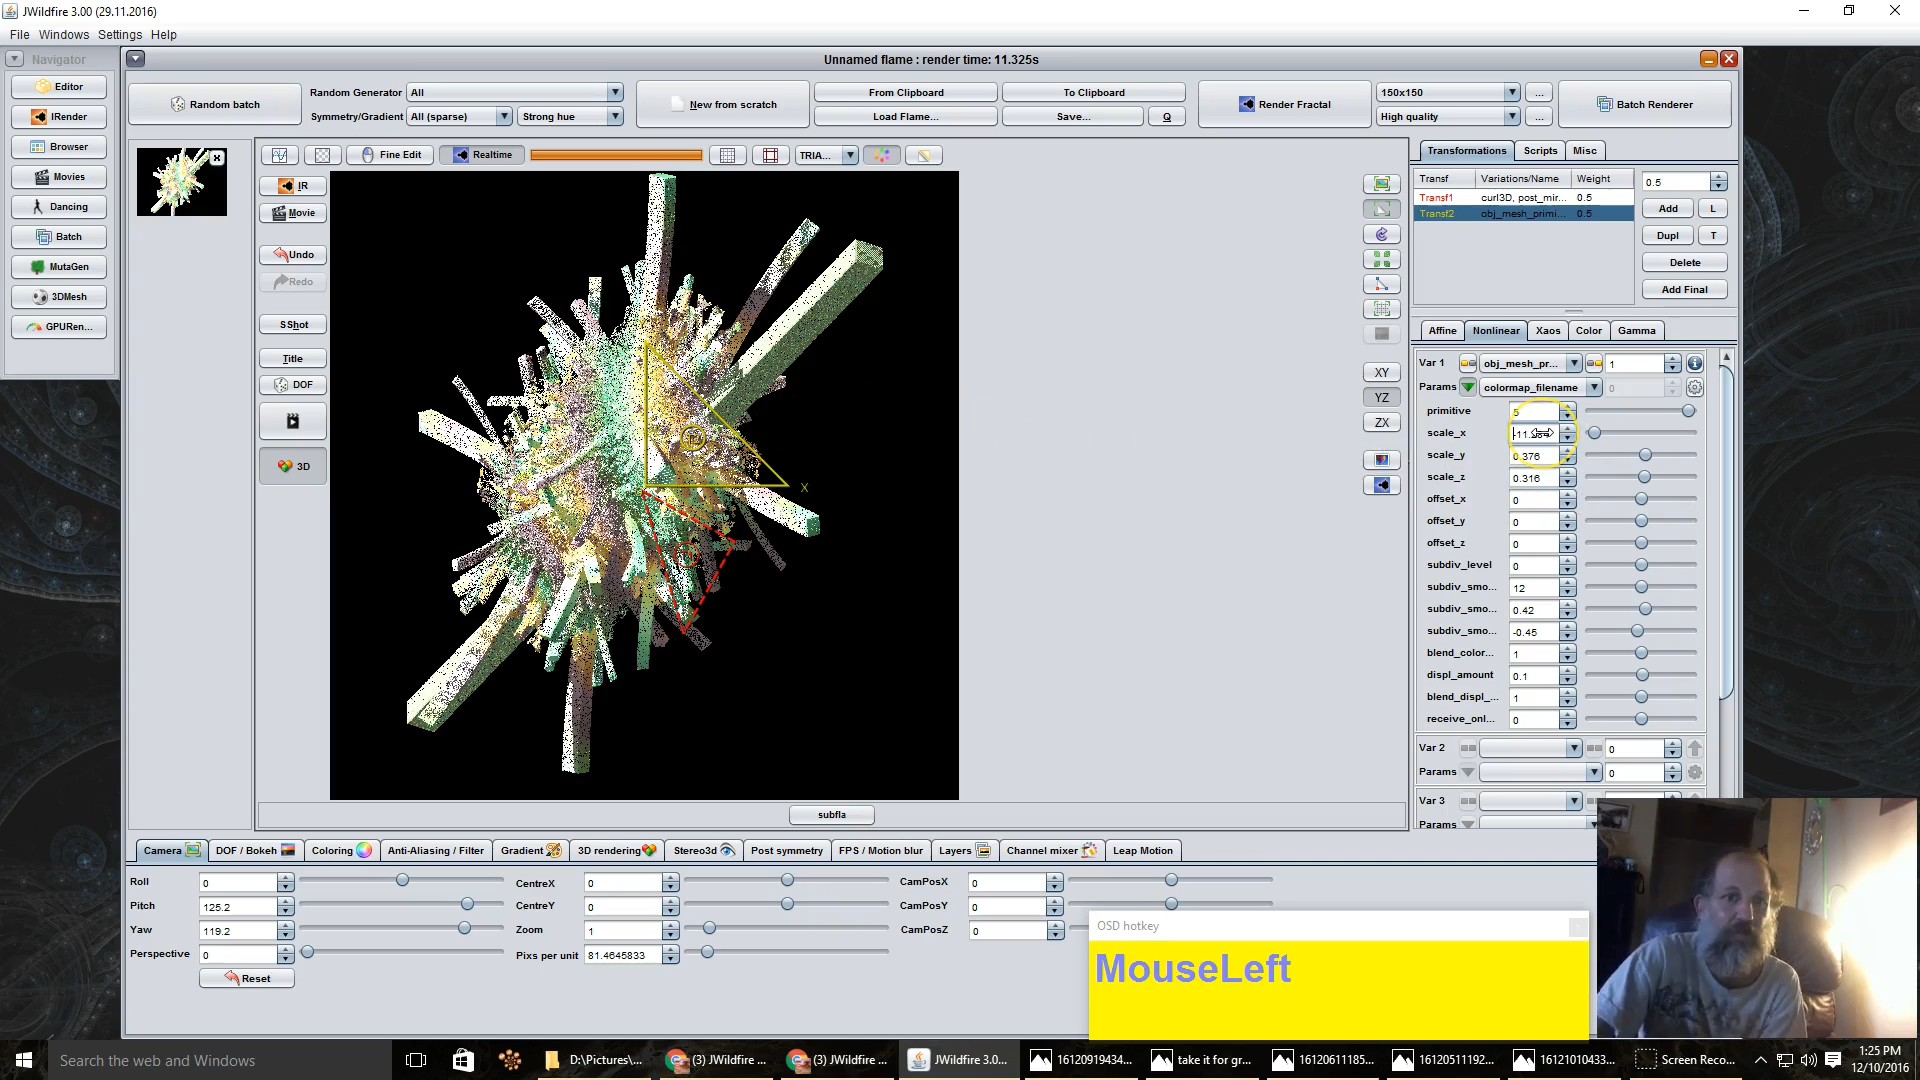 JWildfire 3.00 (29.11.2016)
File Windows Settings Help
Navigator
Unnamed flame : render time: 11.325s
Editor
IRender
Browser
Movies
Dancing
Batch
MutaGen
3DMesh
GPURen...
Random batch
Random Generator All
Symmetry/Gradient All (sparse) Strong hue
New from scratch
From Clipboard To Clipboard
Load Flame... Save... Q
Render Fractal
150x150 ...
High quality ...
Batch Renderer
Fine Edit Realtime TRIA...
IR
Movie
Undo
Redo
SShot
Title
DOF
3D
X
XY
YZ
ZX
subfla
Transformations Scripts Misc
Transf Variations/Name Weight
Transf1 curl3D, post_mir... 0.5
Transf2 obj_mesh_primi... 0.5
0.5
Add L
Dupl T
Delete
Add Final
Affine Nonlinear Xaos Color Gamma
Var 1 obj_mesh_pr... 1
Params colormap_filename 0
primitive 5
scale_x
scale_y 0.376
scale_z 0.316
offset_x 0
offset_y 0
offset_z 0
subdiv_level 0
subdiv_smo... 12
subdiv_smo... 0.42
subdiv_smo... -0.45
blend_color... 1
displ_amount 0.1
blend_displ_... 1
receive_onl... 0
Var 2 0
Params 0
Var 3
Params
Camera DOF / Bokeh Coloring Anti-Aliasing / Filter Gradient 3D rendering Stereo3d Post symmetry FPS / Motion blur Layers Channel mixer Leap Motion
Roll 0 CentreX 0 CamPosX 0
Pitch 125.2 CentreY 0 CamPosY 0
Yaw 119.2 Zoom 1 CamPosZ 0
Perspective 0 Pixs per unit 81.4645833
Reset
OSD hotkey
MouseLeft
Search the web and Windows
D:\Pictures\...
(3) JWildfire ...
(3) JWildfire ...
JWildfire 3.0...
16120919434...
take it for gr...
16120611185...
16120511192...
16121010433...
Screen Reco...
1:25 PM
12/10/2016